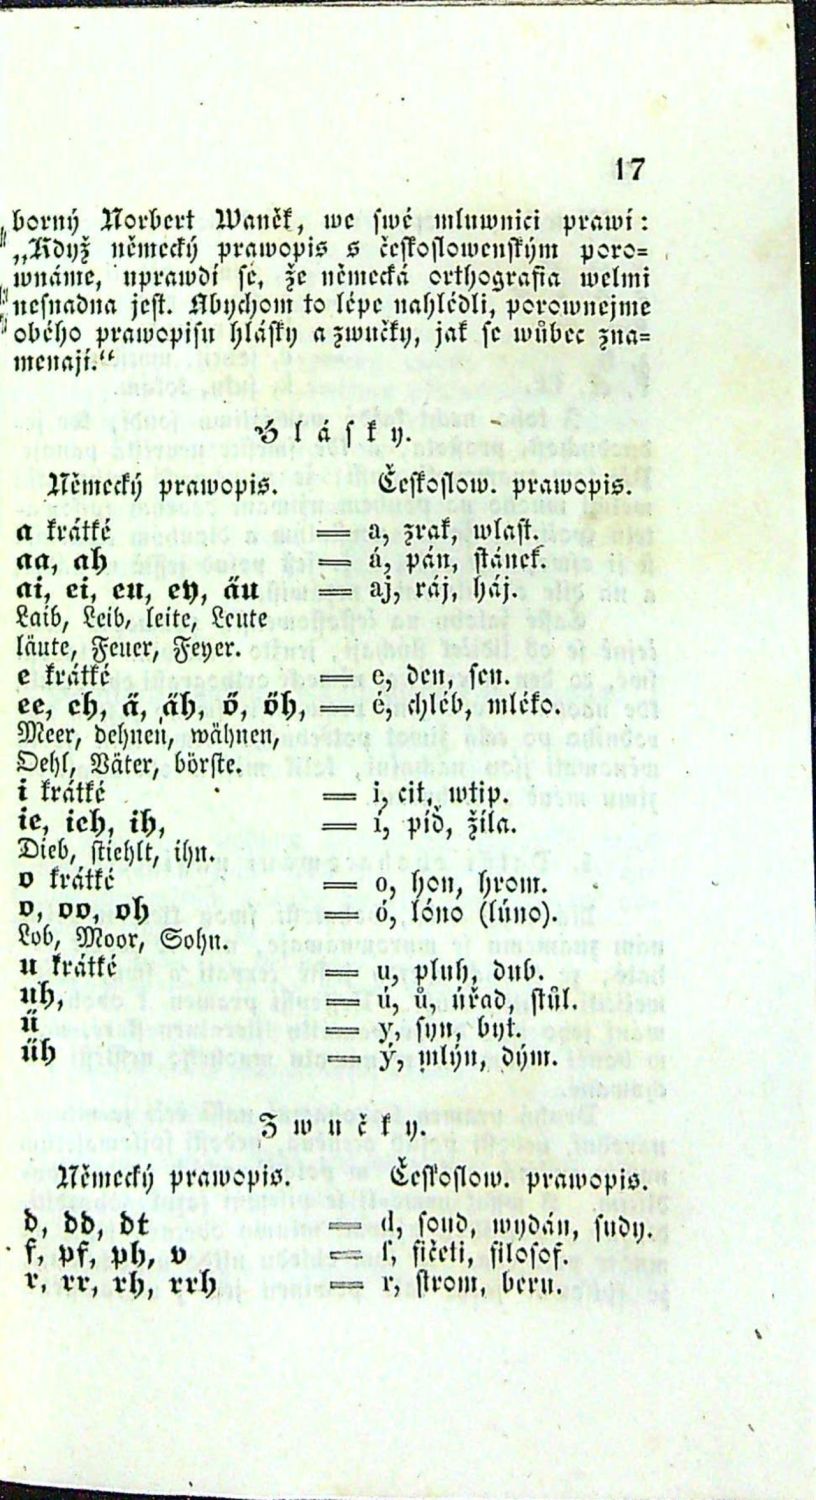 17
borný Norbert Waněk, we swé mluwnici prawí:
„Když německý prawopis s českoslowenským poro=
wnáme, uprawdí se, že německá orthografia welmi
nesnadna jest. Abychom to lépe nahlédli, porownejme
obého prawopisu hlásky a zwučky, jak se wůbec zna=
menají.“
Hlásky.
Německý prawopis. Českoslow. prawopis.
a krátké = a, zrak, wlast.
aa, ah = á, pán, stánek.
ai, ei, eu, ey, äu = aj, ráj, háj.
Laib, Leib, leite, Leute
läute, Feuer, Feyer.
e krátké = e, den, sen.
ee, eh, ä, äh, ö, öh, = é, chléb, mléko.
Meer, dehnen, wähnen,
Oehl, Väter, börste.
i krátké = i, cit, wtip.
ie, ieh, ih, = í, píď, žíla.
Dieb, stiehlt, ihn.
o krátké = o, hon, hrom.
o, oo, oh = ó, lóno (lúno).
Lob, Moor, Sohn.
u krátké = u, pluh, dub.
uh, = ú, ů, úřad, stůl.
ü = y, syn, byt.
üh = ý, mlýn, dým.
Zwučky.
Německý prawopis. Českoslow. prawopis.
d, dd, dt = d, soud, wydán, sudy.
f, pf, ph, v = f, fičeti, filosof.
r, rr, rh, rrh = r, strom, beru.